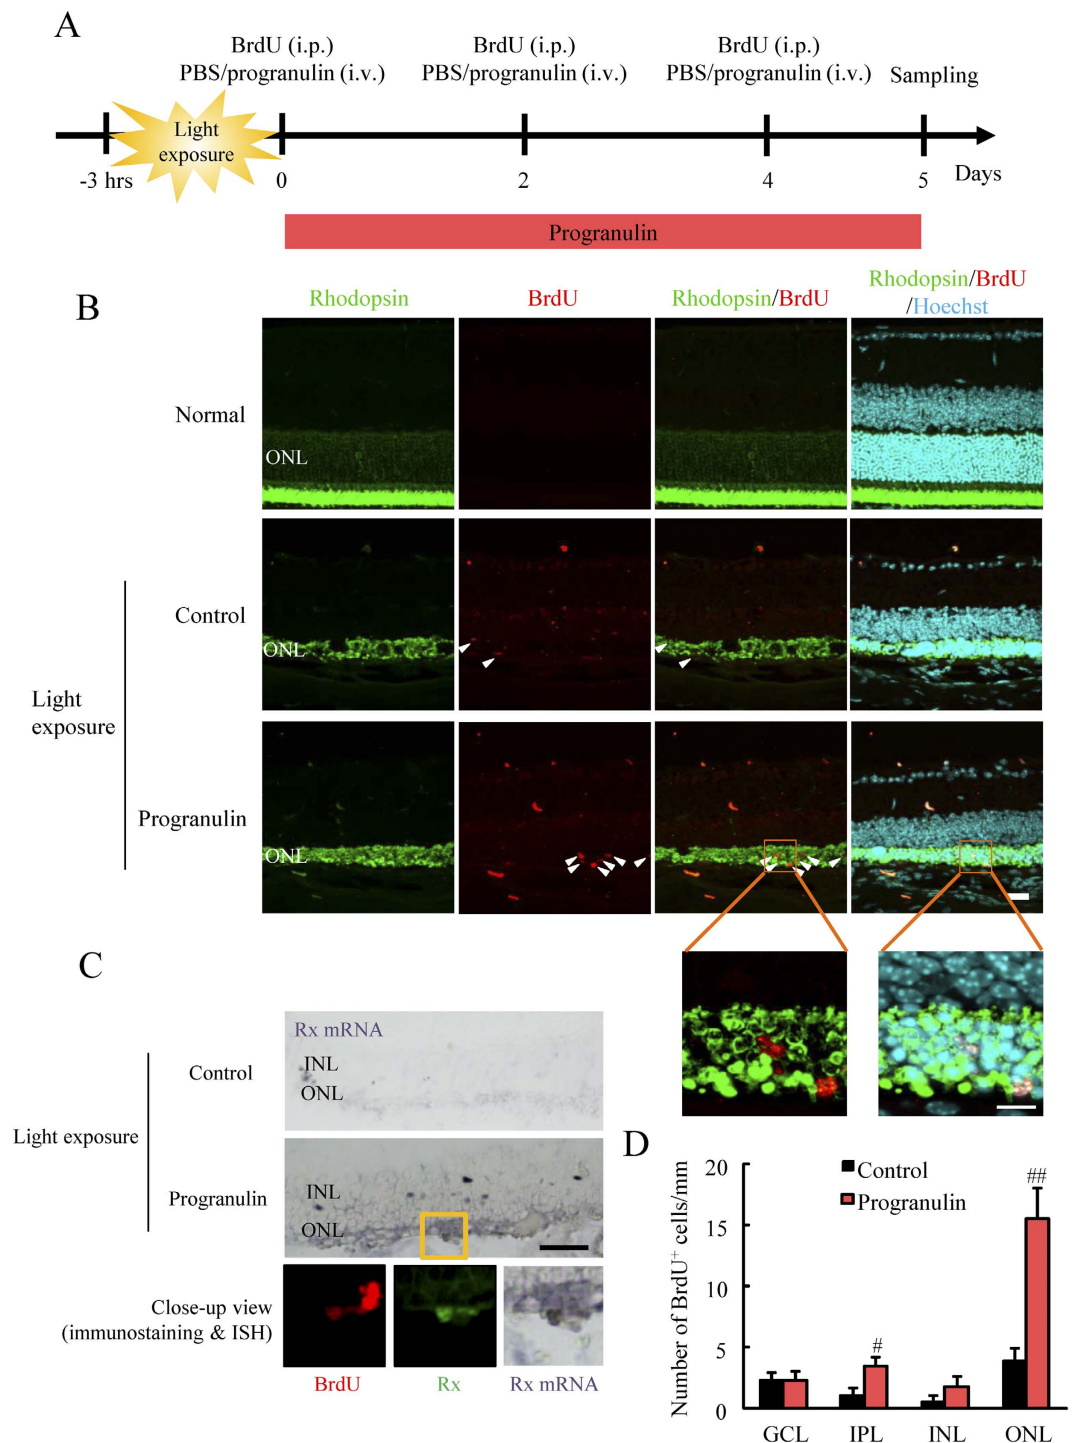 A
BrdU (i.p.)
PBS/progranulin (i.v.)
BrdU (i.p.)
PBS/progranulin (i.v.)
BrdU (i.p.)
PBS/progranulin (i.v.)
Sampling
Light
exposure
-3 hrs
0
2
4
5
Days
Progranulin
B
Rhodopsin
BrdU
Rhodopsin/BrdU
Rhodopsin/BrdU
/Hoechst
Normal
ONL
Control
ONL
Light
exposure
Progranulin
ONL
C
Rx mRNA
INL
ONL
Control
Light exposure
Progranulin
INL
ONL
Close-up view
(immunostaining & ISH)
BrdU
Rx
Rx mRNA
D
Number of BrdU⁺ cells/mm
20
15
10
5
0
Control
Progranulin
#
##
GCL
IPL
INL
ONL